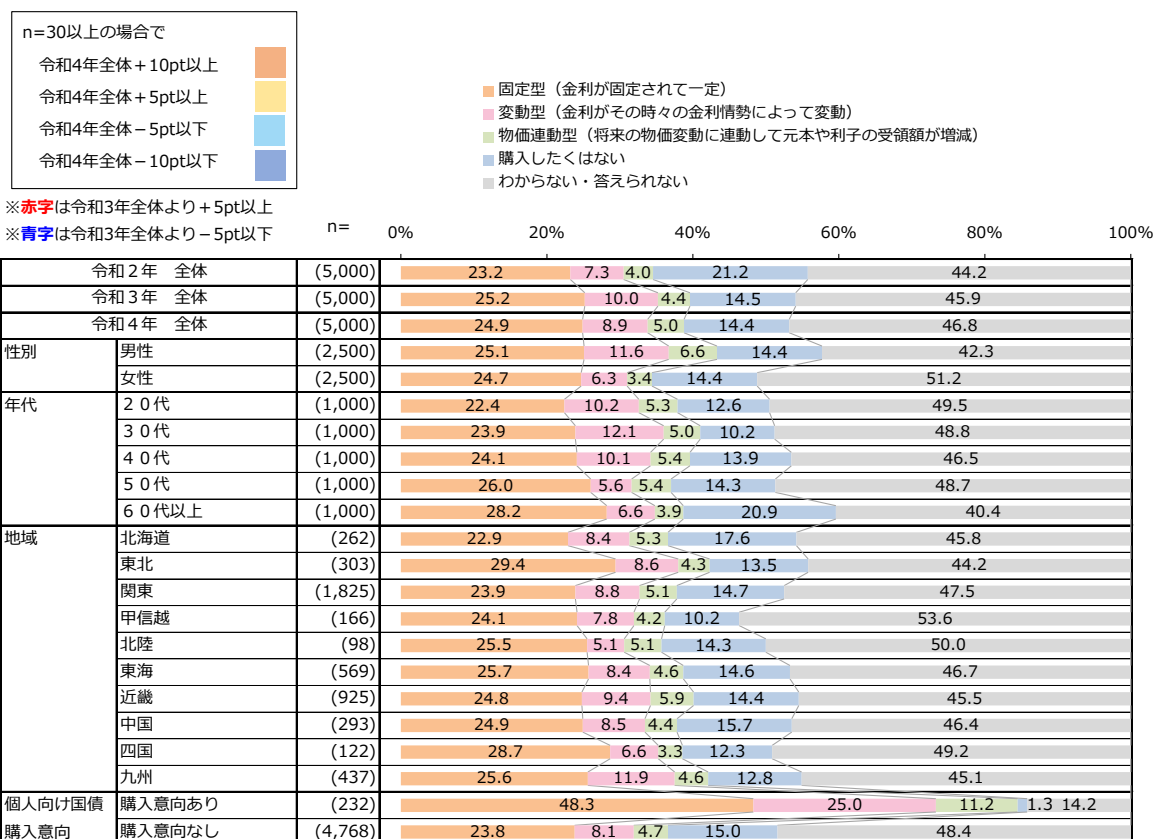 n=30以上の場合で
令和4年全体＋10pt以上
令和4年全体＋5pt以上
令和4年全体－5pt以下
令和4年全体－10pt以下
※赤字は令和3年全体より＋5pt以上
※青字は令和3年全体より－5pt以下
固定型（金利が固定されて一定）
変動型（金利がその時々の金利情勢によって変動）
物価連動型（将来の物価変動に連動して元本や利子の受領額が増減）
購入したくはない
わからない・答えられない
n= 0% 20% 40% 60% 80% 100%
令和２年　全体 (5,000) 23.2 7.3 4.0 21.2 44.2
令和３年　全体 (5,000) 25.2 10.0 4.4 14.5 45.9
令和４年　全体 (5,000) 24.9 8.9 5.0 14.4 46.8
性別 男性 (2,500) 25.1 11.6 6.6 14.4 42.3
女性 (2,500) 24.7 6.3 3.4 14.4 51.2
年代 ２０代 (1,000) 22.4 10.2 5.3 12.6 49.5
３０代 (1,000) 23.9 12.1 5.0 10.2 48.8
４０代 (1,000) 24.1 10.1 5.4 13.9 46.5
５０代 (1,000) 26.0 5.6 5.4 14.3 48.7
６０代以上 (1,000) 28.2 6.6 3.9 20.9 40.4
地域 北海道 (262) 22.9 8.4 5.3 17.6 45.8
東北 (303) 29.4 8.6 4.3 13.5 44.2
関東 (1,825) 23.9 8.8 5.1 14.7 47.5
甲信越 (166) 24.1 7.8 4.2 10.2 53.6
北陸 (98) 25.5 5.1 5.1 14.3 50.0
東海 (569) 25.7 8.4 4.6 14.6 46.7
近畿 (925) 24.8 9.4 5.9 14.4 45.5
中国 (293) 24.9 8.5 4.4 15.7 46.4
四国 (122) 28.7 6.6 3.3 12.3 49.2
九州 (437) 25.6 11.9 4.6 12.8 45.1
個人向け国債 購入意向あり (232) 48.3 25.0 11.2 1.3 14.2
購入意向 購入意向なし (4,768) 23.8 8.1 4.7 15.0 48.4